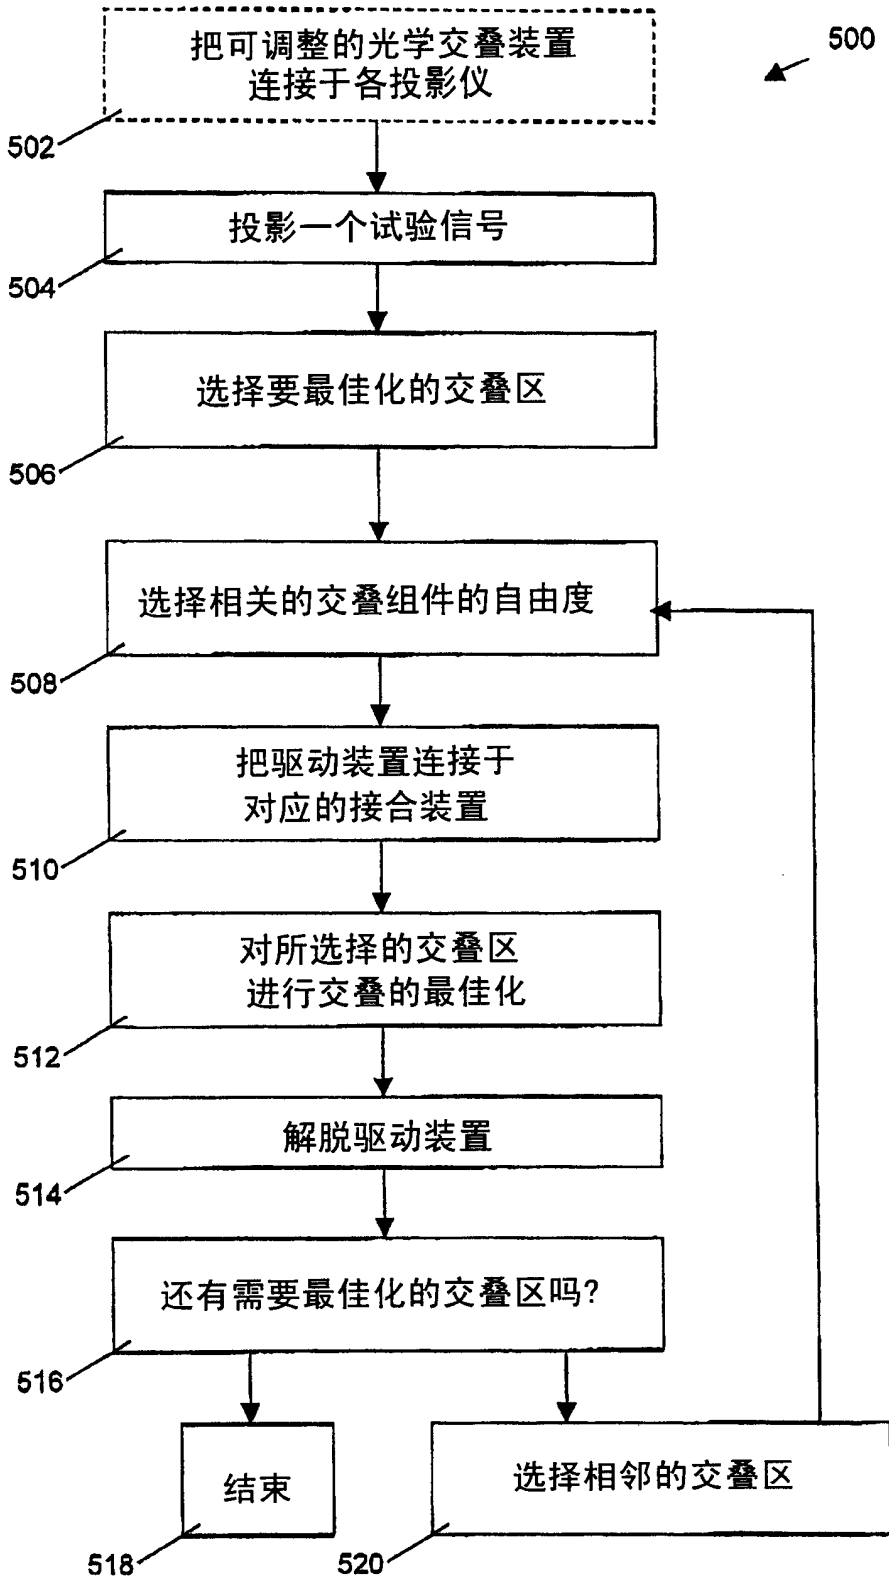 500
把可调整的光学交叠装置
连接于各投影仪
502
投影一个试验信号
504
选择要最佳化的交叠区
506
选择相关的交叠组件的自由度
508
把驱动装置连接于
对应的接合装置
510
对所选择的交叠区
进行交叠的最佳化
512
解脱驱动装置
514
还有需要最佳化的交叠区吗?
516
结束
518
选择相邻的交叠区
520